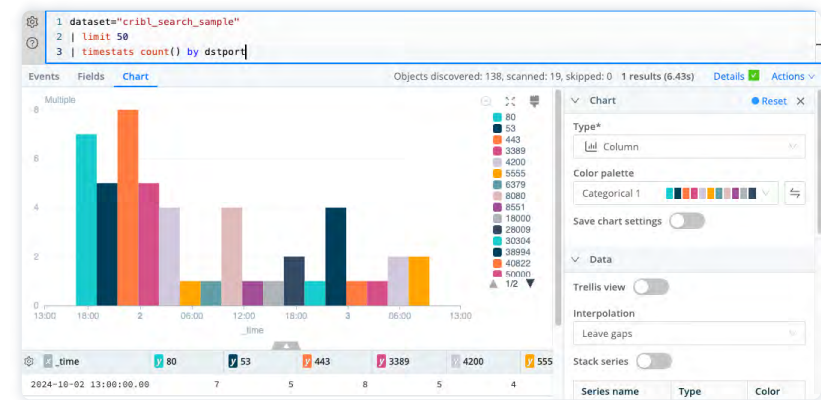 1 dataset="cribl_search_sample"
2 | limit 50
3 | timestats count() by dstport
Events Fields Chart
Objects discovered: 138, scanned: 19, skipped: 0 1 results (6.43s) Details Actions
Multiple
8
6
4
2
0
13:00 18:00 2 06:00 12:00 18:00 3 06:00 13:00
_time
80
53
443
3389
4200
5555
6379
8080
8551
18000
28009
30304
38994
40822
50000
1/2
Chart
Reset
Type*
Column
Color palette
Categorical 1
Save chart settings
Data
Trellis view
Interpolation
Leave gaps
Stack series
Series name Type Color
_time y 80 y 53 y 443 y 3389 4200 y 555
2024-10-02 13:00:00.00 7 5 8 5 4